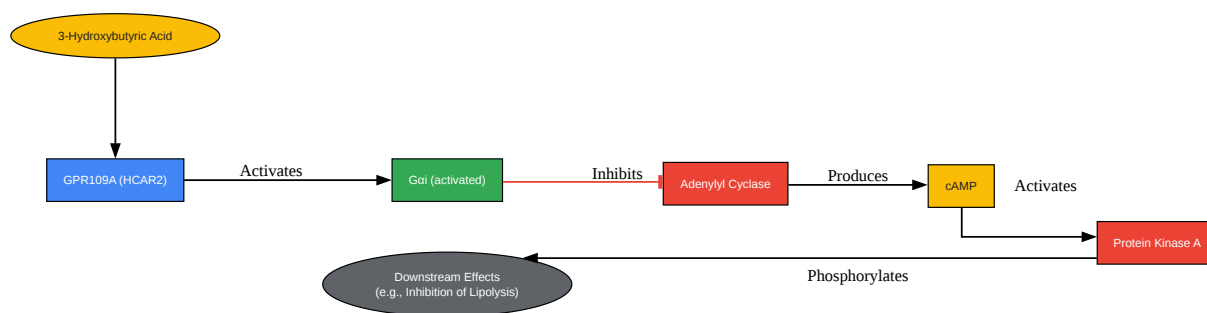 3-Hydroxybutyric Acid
GPR109A (HCAR2)
Activates
Gαi (activated)
Inhibits
Adenylyl Cyclase
Produces
cAMP
Activates
Protein Kinase A
Phosphorylates
Downstream Effects
(e.g., Inhibition of Lipolysis)